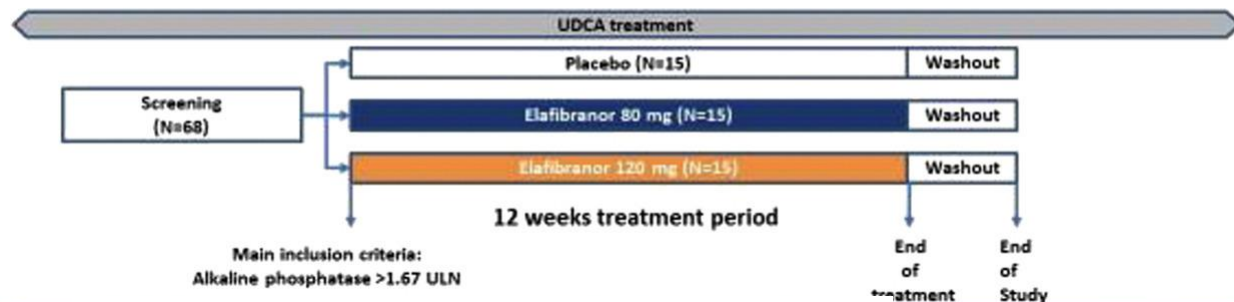 UDCA treatment
Placebo (N=15)
Washout
Screening
(N=68)
Elafibranor 80 mg (N=15)
Washout
Elafibranor 120 mg (N=15)
Washout
12 weeks treatment period
Main inclusion criteria:
Alkaline phosphatase >1.67 ULN
End
of
treatment
End
of
Study